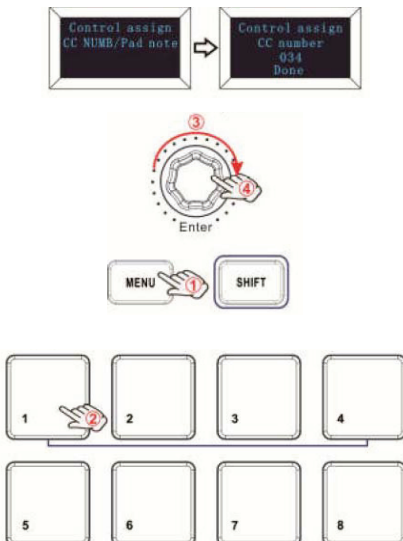 Control assign
CC NUMB/Pad note
Control assign
CC number
034
Done
③
④
Enter
MENU
①
SHIFT
1
②
2
3
4
5
6
7
8